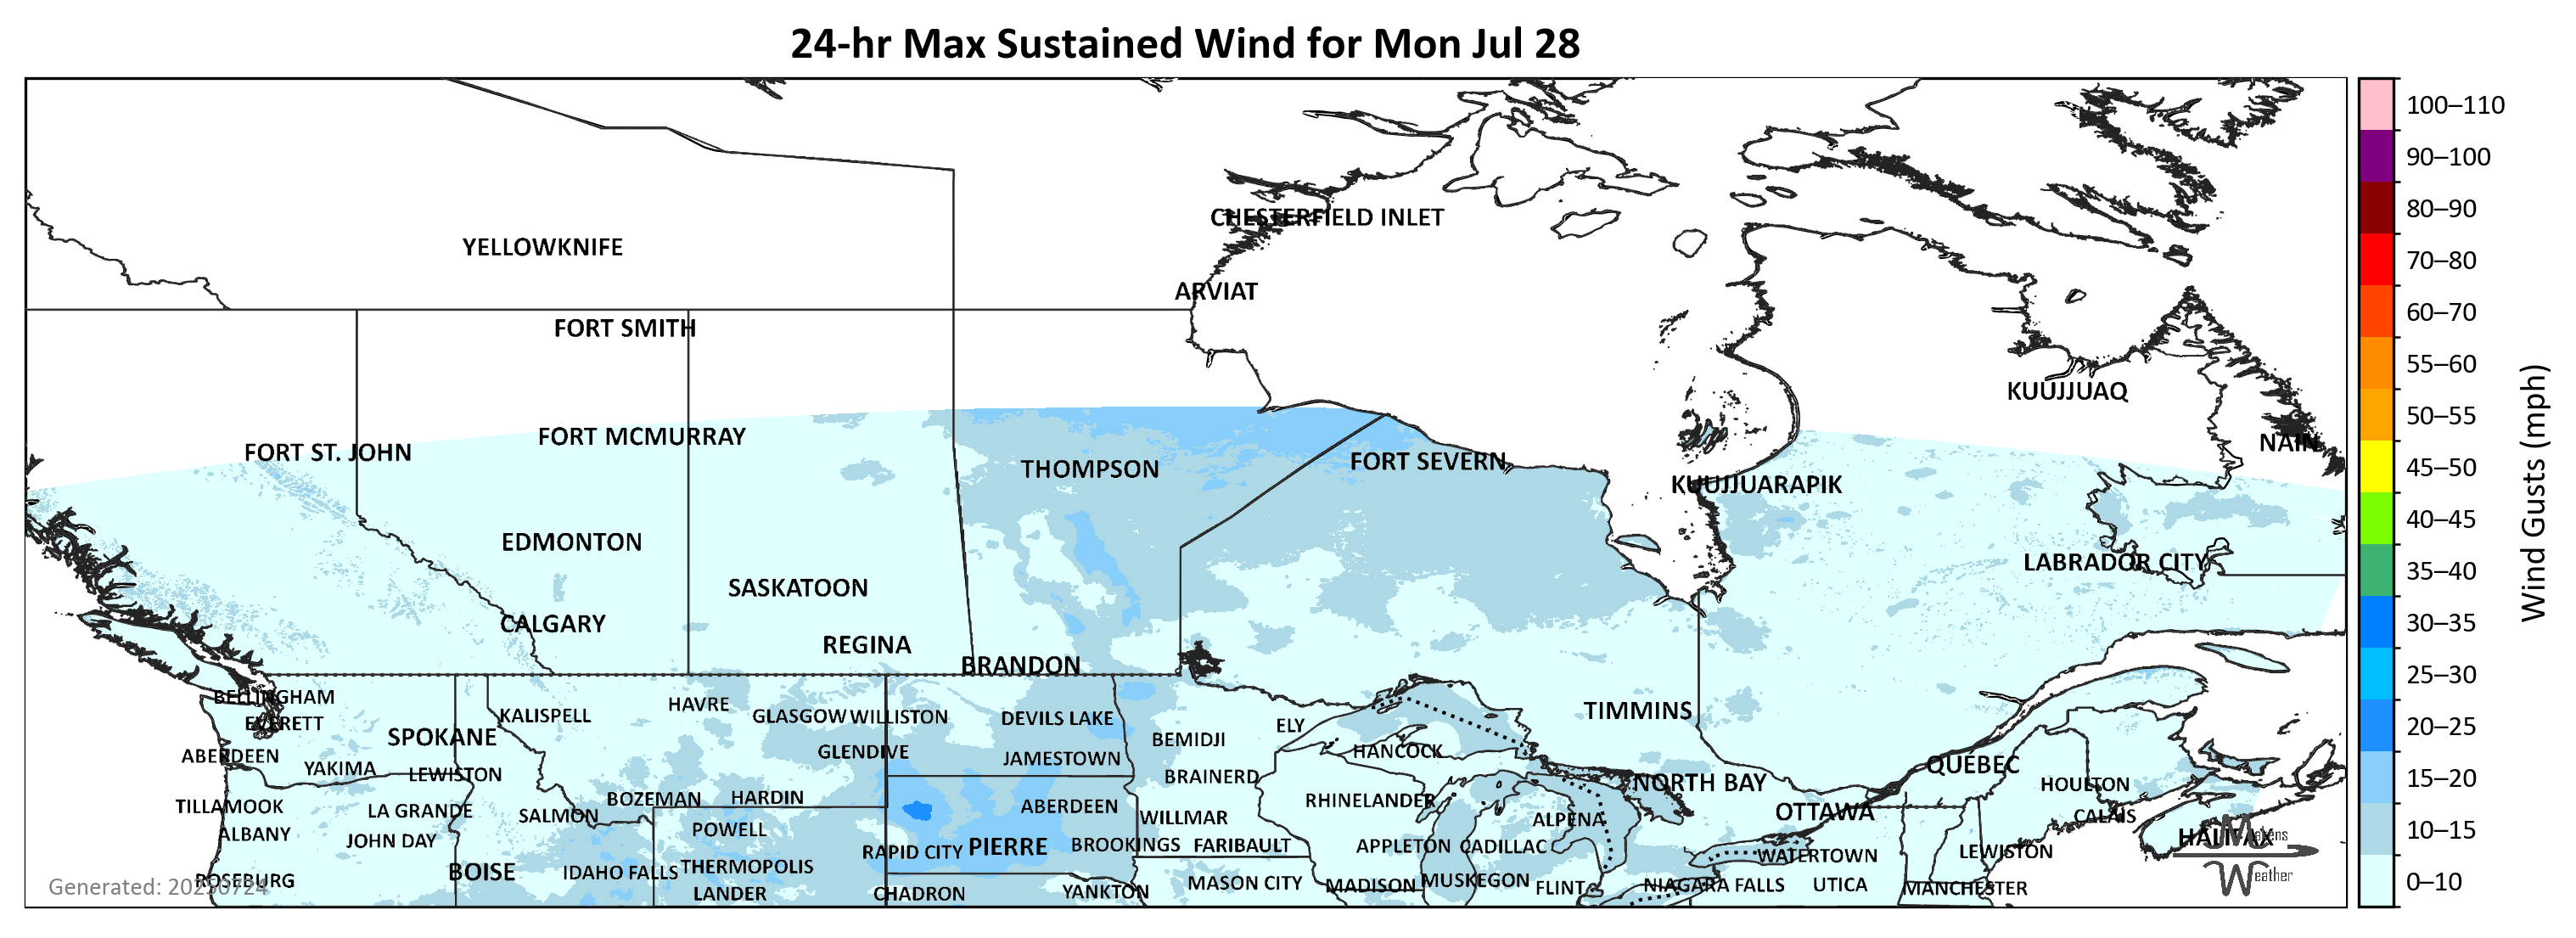 24-hr Max Sustained Wind for Mon Jul 28
100–110
90–100
80–90
70–80
60–70
55–60
50–55
45–50
40–45
35–40
30–35
25–30
20–25
15–20
10–15
0–10
Wind Gusts (mph)
CHESTERFIELD INLET
YELLOWKNIFE
ARVIAT
FORT SMITH
KUUJJUAQ
FORT MCMURRAY
NAIN
FORT ST. JOHN
FORT SEVERN
THOMPSON
KUUJJUARAPIK
EDMONTON
LABRADOR CITY
SASKATOON
CALGARY
REGINA
BRANDON
BELLINGHAM
HAVRE
TIMMINS
KALISPELL
GLASGOW
WILLISTON
DEVILS LAKE
EVERETT
ELY
SPOKANE
BEMIDJI
GLENDIVE
HANCOCK
ABERDEEN
JAMESTOWN
QUÉBEC
YAKIMA
LEWISTON
BRAINERD
NORTH BAY
HOULTON
BOZEMAN
HARDIN
RHINELANDER
TILLAMOOK
LA GRANDE
ABERDEEN
OTTAWA
SALMON
WILLMAR
ALPENA
CALAIS
ALBANY
POWELL
HALIFAX
JOHN DAY
RAPID CITY
PIERRE
BROOKINGS
FARIBAULT
APPLETON
CADILLAC
WATERTOWN
LEWISTON
BOISE
IDAHO FALLS
THERMOPOLIS
ROSEBURG
MASON CITY
MADISON
MUSKEGON
FLINT
NIAGARA FALLS
UTICA
MANCHESTER
LANDER
CHADRON
YANKTON
Generated: 20250724
Weather